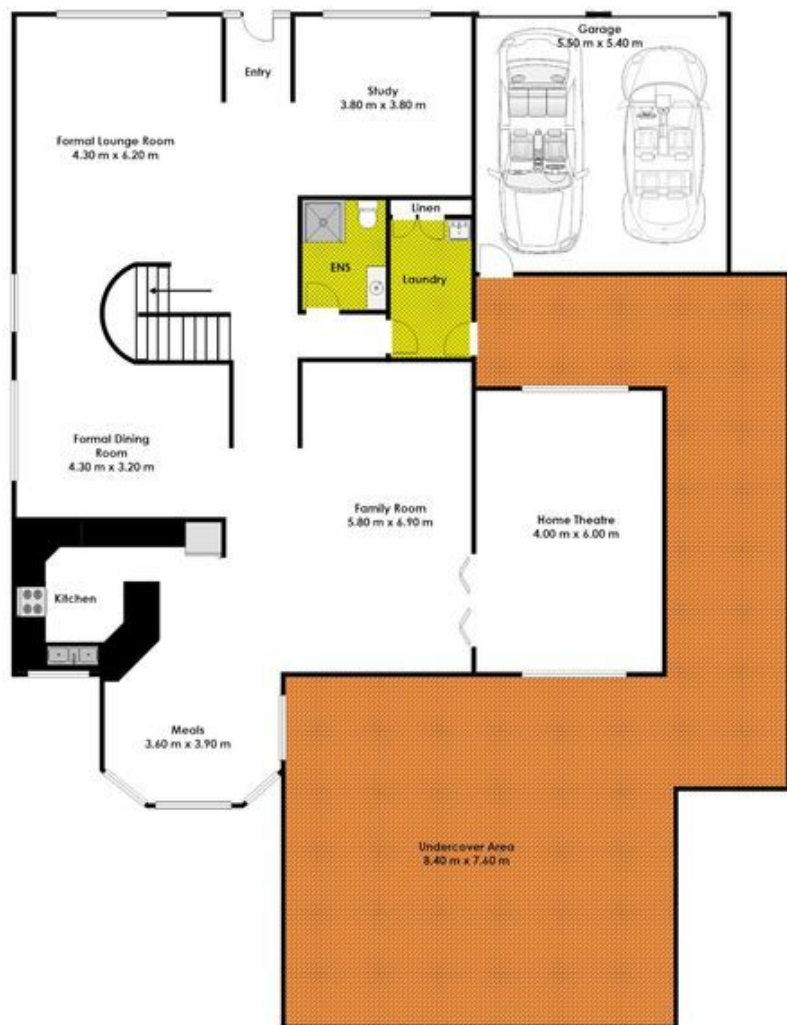 Garage
5.50 m x 5.40 m
Entry
Study
3.80 m x 3.80 m
Formal Lounge Room
4.30 m x 6.20 m
Linen
ENS
Laundry
Formal Dining
Room
4.30 m x 3.20 m
Family Room
5.80 m x 6.90 m
Home Theatre
4.00 m x 6.00 m
Kitchen
Meals
3.60 m x 3.90 m
Undercover Area
8.40 m x 7.60 m